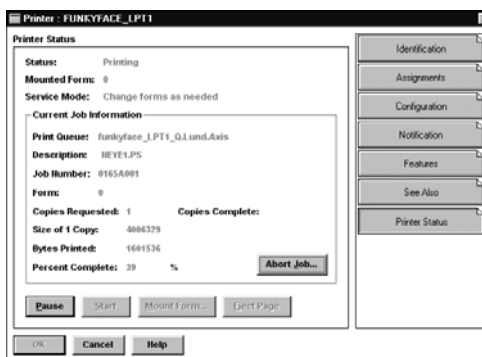 Printer : FUNKYFACE_LPT1
Printer Status
Status: Printing
Mounted Form: 0
Service Mode: Change forms as needed
Current Job Information
Print Queue: funkyface_LPT1_Q.Lund.Axis
Description: NEYE1.PS
Job Number: 0165A001
Form: 0
Copies Requested: 1 Copies Complete:
Size of 1 Copy: 4006329
Bytes Printed: 1601536
Percent Complete: 39 %
Abort Job...
Pause Start Mount Form... Eject Page
OK Cancel Help
Identification
Assignments
Configuration
Notification
Features
See Also
Printer Status